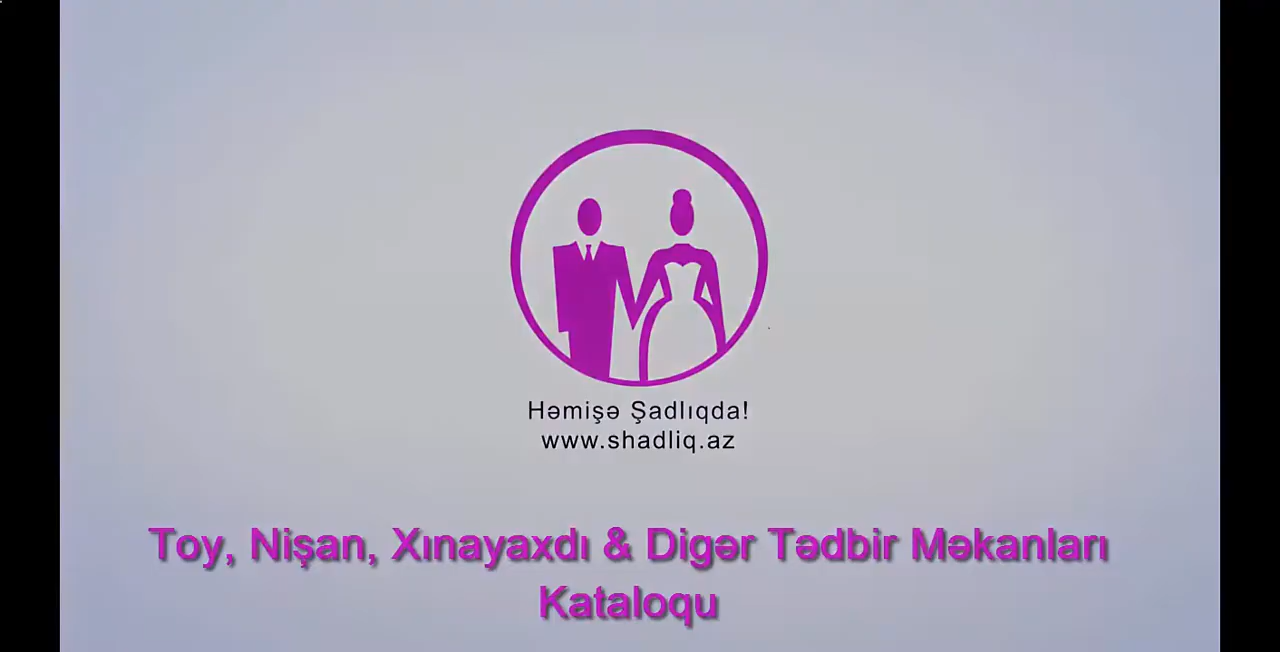 Həmişə Şadlıqda!
www.shadliq.az
Toy, Nişan, Xınayaxdı & Digər Tədbir Məkanları
Kataloqu